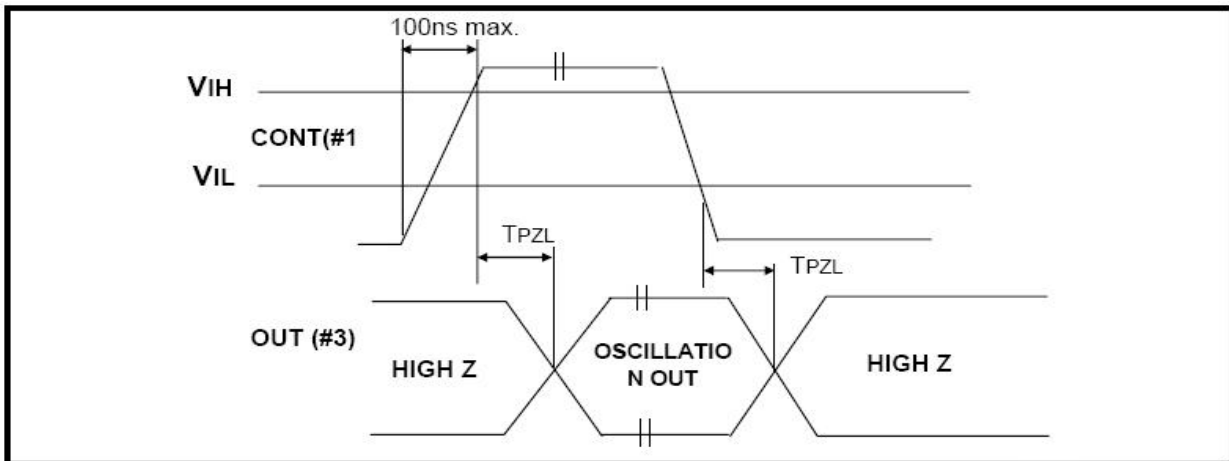 100ns max.
VIH
CONT(#1
VIL
TPZL
TPZL
OUT (#3)
HIGH Z
OSCILLATIO
N OUT
HIGH Z